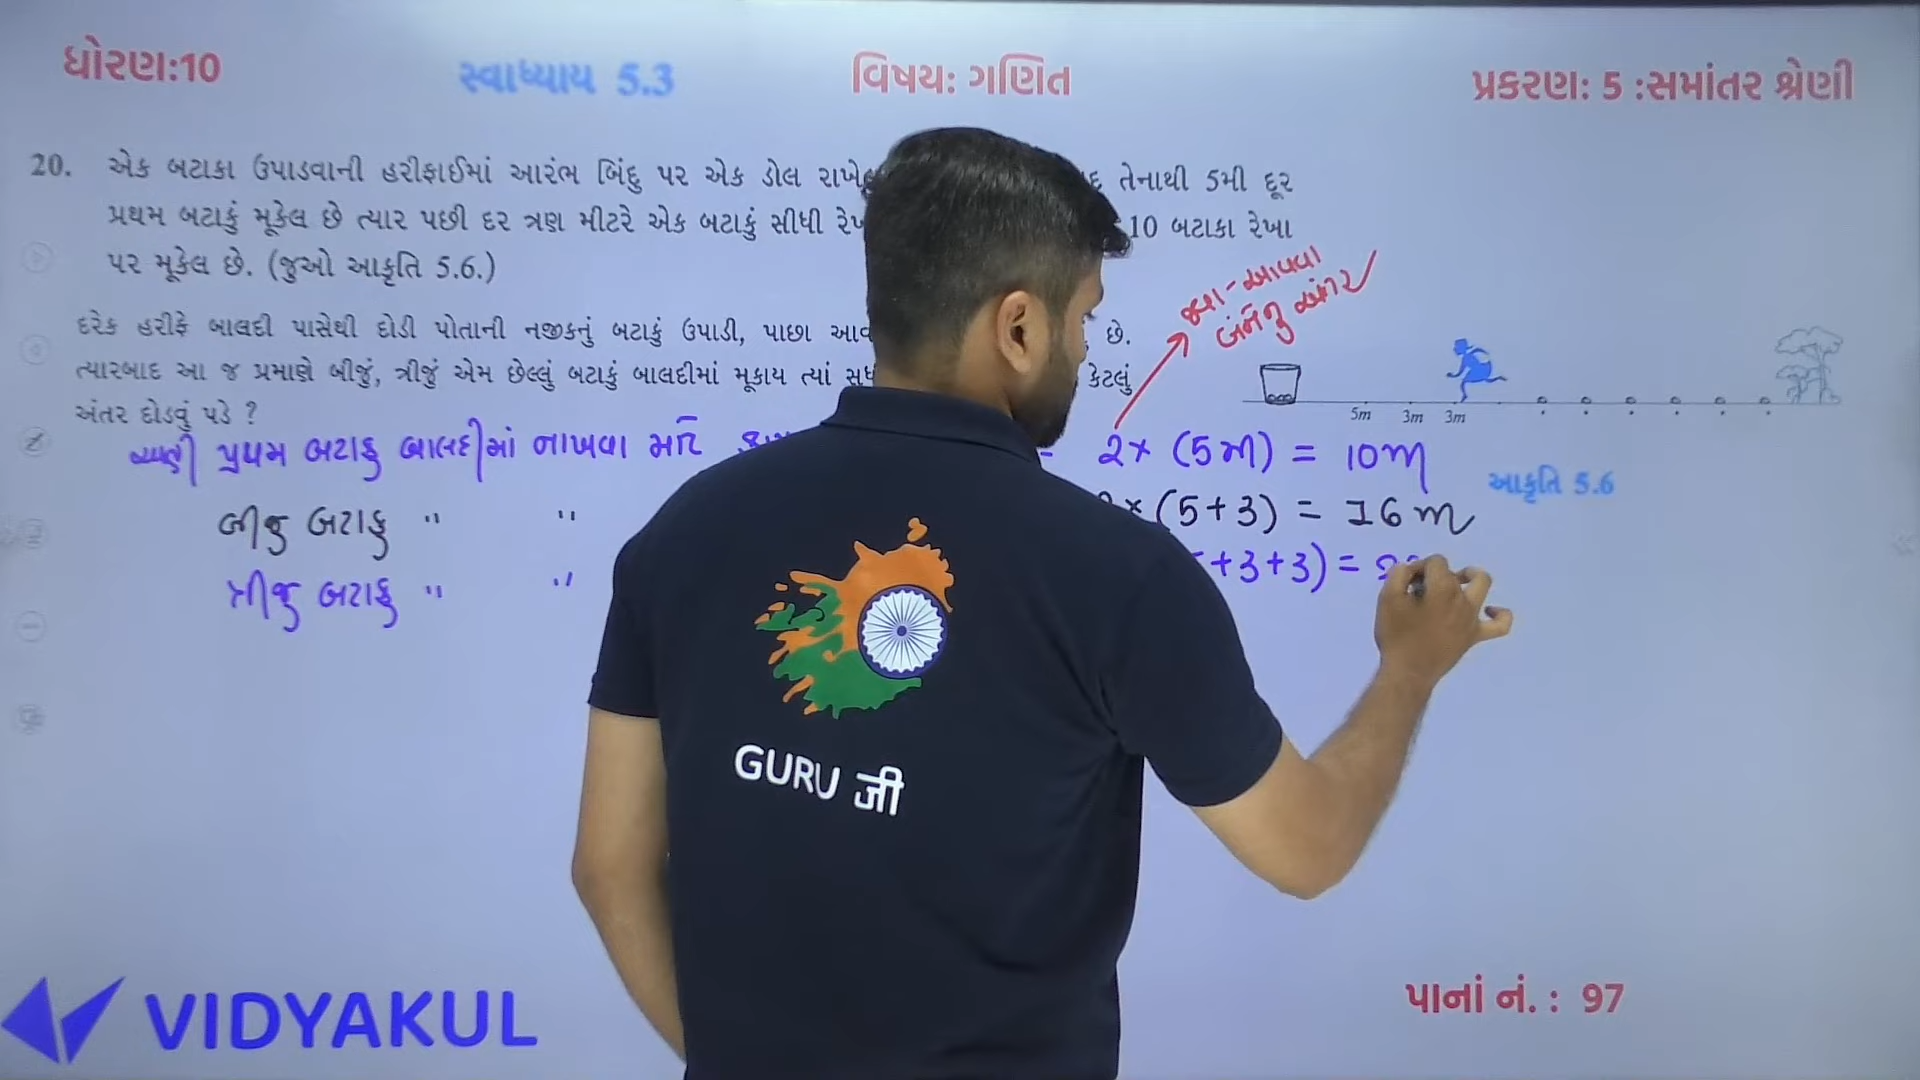 ધોરણ:10
સ્વાધ્યાય 5.3
વિષય: ગણિત
પ્રકરણ: 5 :સમાંતર શ્રેણી
20. એક બટાકા ઉપાડવાની હરીફાઈમાં આરંભ બિંદુ પર એક ડોલ તેનાથી 5મી દૂર
પ્રથમ બટાકું મૂકેલ છે ત્યાર પછી દર ત્રણ મીટરે એક બટાકું સીધી 10 બટાકા રેખા
પર મૂકેલ છે. (જુઓ આકૃતિ 5.6.)
જવા-આવવા
બંનેનુ અંતર
દરેક હરીફે બાલદી પાસેથી દોડી પોતાની નજીકનું બટાકું ઉપાડી, પાછા છે.
ત્યારબાદ આ જ પ્રમાણે બીજું, ત્રીજું એમ છેલ્લું બટાકું બાલદીમાં મૂકાય ત્યાં કેટલું
અંતર દોડવું પડે ?
5m 3m 3m
પ્રથમ બટાકુ બાલદીમાં નાખવા માટે 2× (5મી) = 10m
આકૃતિ 5.6
બીજુ બટાકુ " " × (5+3) = 16 m
ત્રીજુ બટાકુ " " +3+3) =
GURU जी
VIDYAKUL
પાનાં નં. : 97